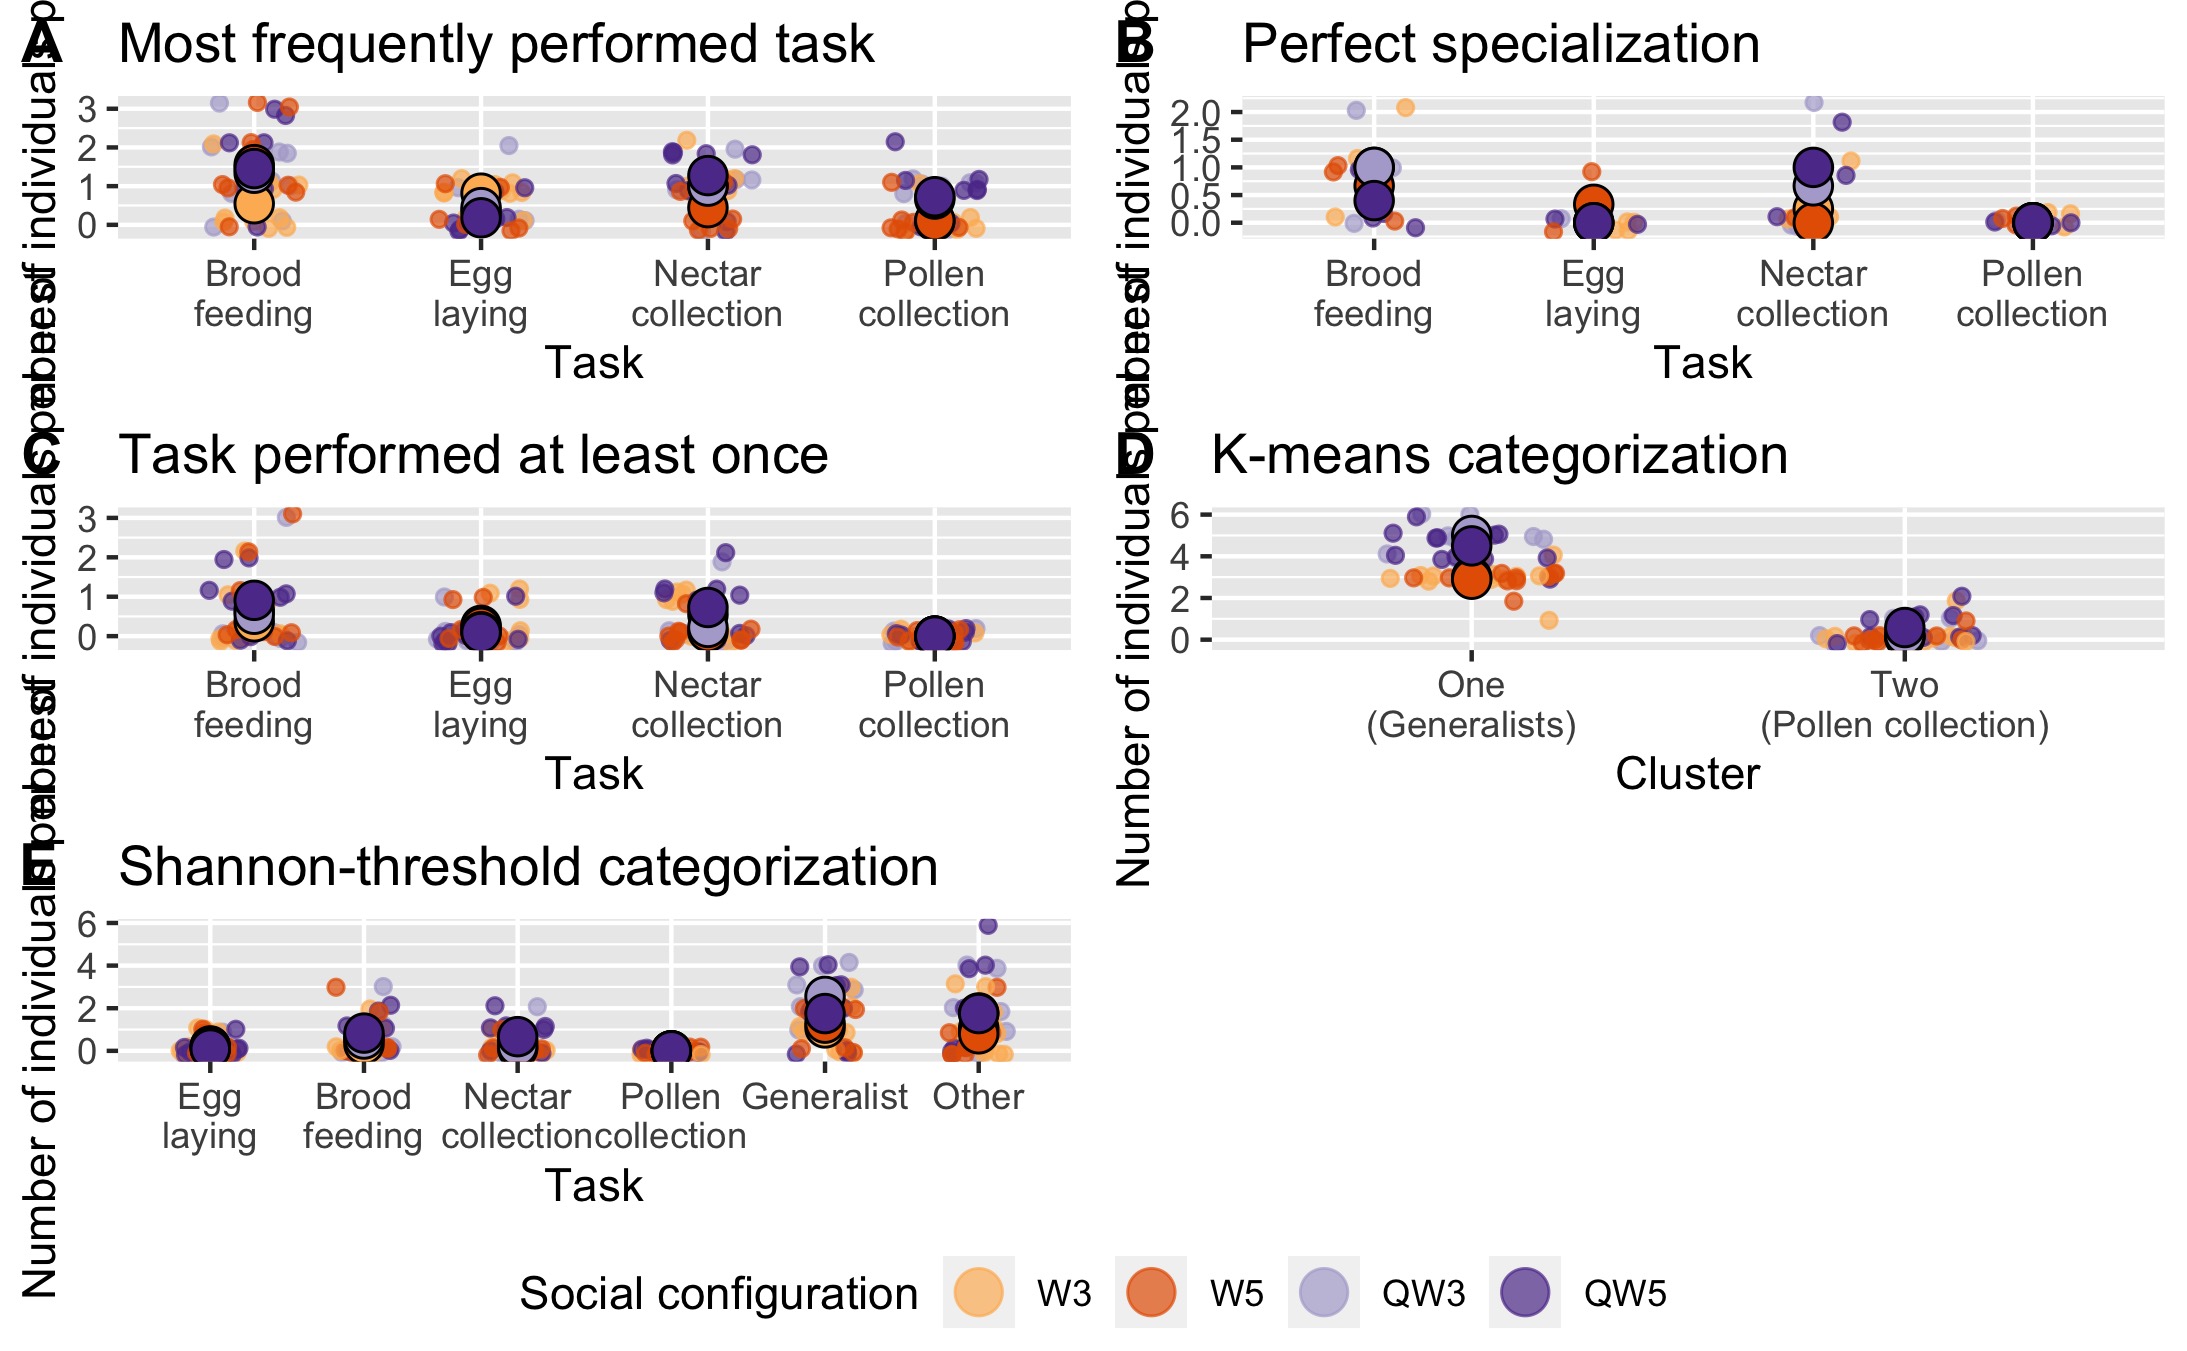 A Most frequently performed task
3
2
1
0
Brood feeding
Egg laying
Nectar collection
Pollen collection
Task
B Perfect specialization
2.0
1.5
1.0
0.5
0.0
Brood feeding
Egg laying
Nectar collection
Pollen collection
Task
C Task performed at least once
3
2
1
0
Brood feeding
Egg laying
Nectar collection
Pollen collection
Task
D K-means categorization
6
4
2
0
One (Generalists)
Two (Pollen collection)
Cluster
Number of individuals
E Shannon-threshold categorization
6
4
2
0
Egg laying
Brood feeding
Nectar collection
Pollen collection
Generalist
Other
Task
Number of individuals
Social configuration W3 W5 QW3 QW5